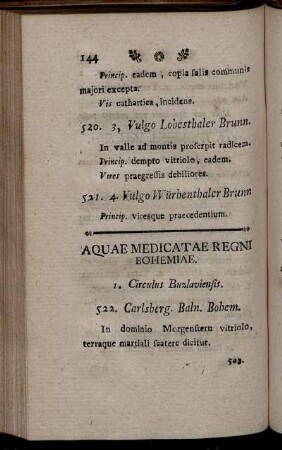 144
Princip. eadem, copia ſalis communis
majori excepta.
Vis cathartica, incidens.
520. 3, Vulgo Lobesthaler Brunn.
In valle ad montis proſerpit radicem.
Princip. dempto vitriolo, eadem.
Vires praegreſſis debiliores.
521. 4. Vulgo Würbenthaler Brunn
Princip. viresque praecedentium.
AQUAE MEDICATAE REGNI
BOHEMIAE.
1. Circulus Buzlavienſis.
522. Carlsberg. Baln. Bohem.
In dominio Morgenſtern vitriolo,
terraque martiali ſcatere dicitur.
523.